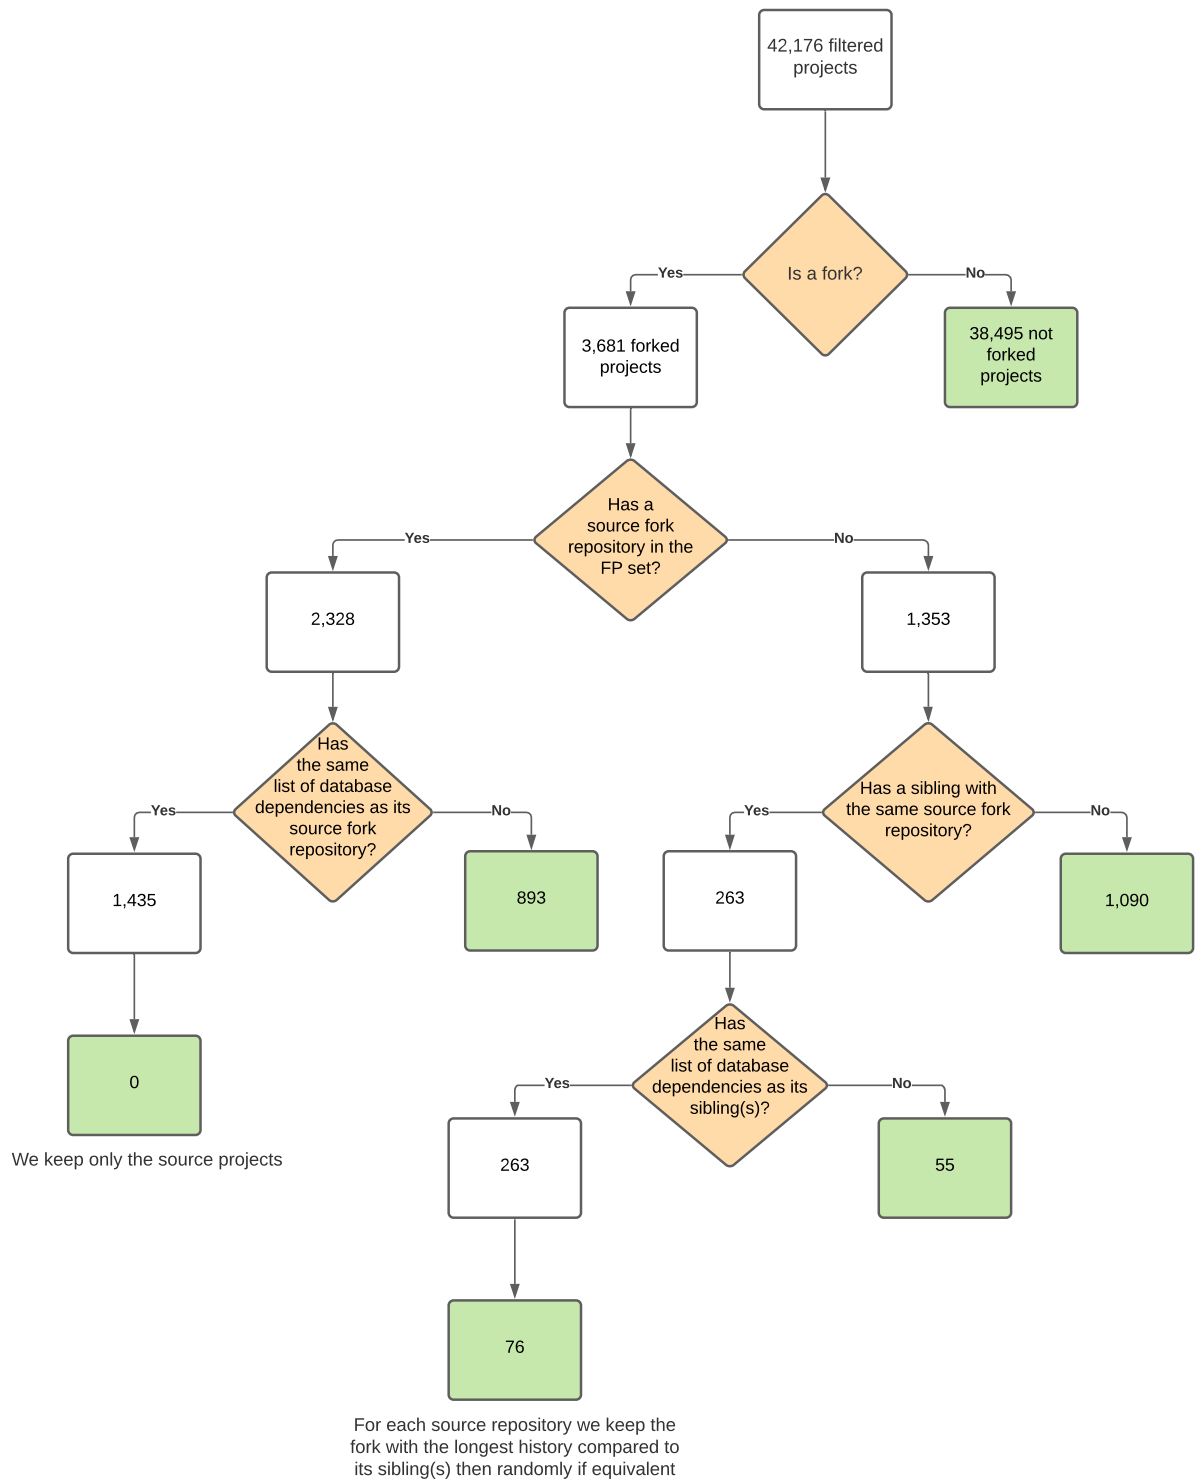 42,176 filtered
projects
Is a fork?
Yes
No
3,681 forked
projects
38,495 not
forked
projects
Has a
source fork
repository in the
FP set?
Yes
No
2,328
1,353
Has
the same
list of database
dependencies as its
source fork
repository?
Yes
No
Has a sibling with
the same source fork
repository?
Yes
No
1,435
893
263
1,090
0
We keep only the source projects
Has
the same
list of database
dependencies as its
sibling(s)?
Yes
No
263
55
76
For each source repository we keep the
fork with the longest history compared to
its sibling(s) then randomly if equivalent